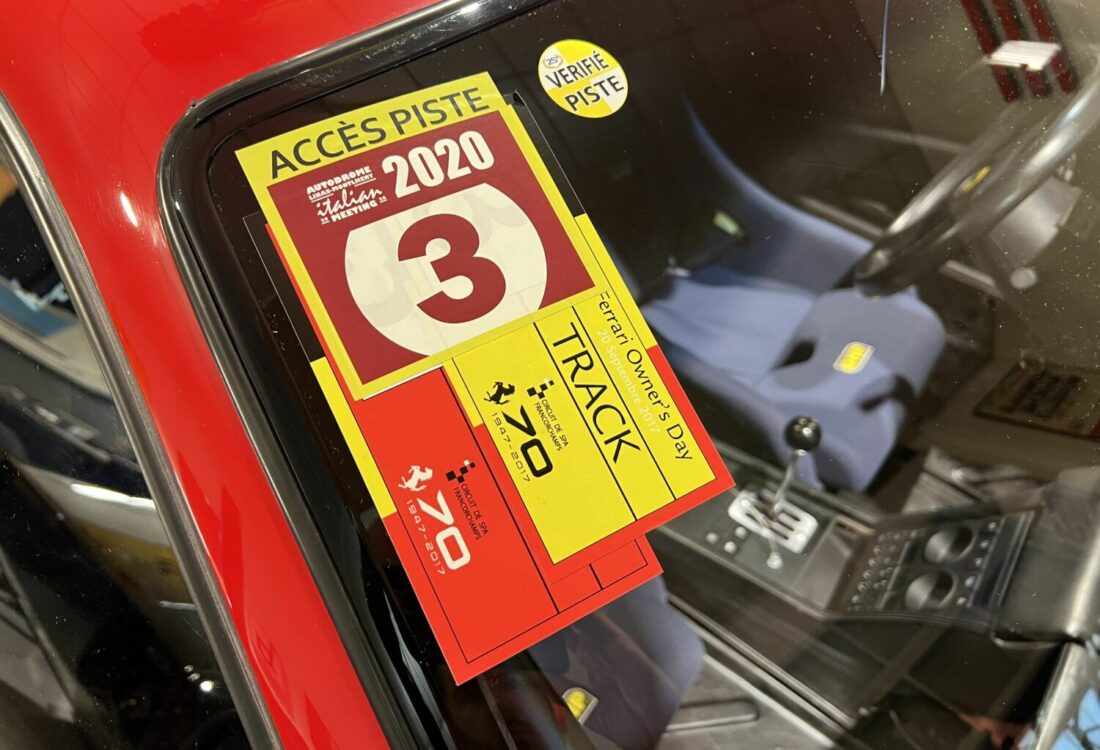 VERIFIÉ
PISTE
ACCÈS PISTE
AUTODROME
LINAS-MONTLHÉRY
italian
MEETING
2020
3
Ferrari Owner's Day
20 Septembre 2017
TRACK
CIRCUIT DE SPA
FRANCORCHAMPS
70
1947-2017
CIRCUIT DE SPA
FRANCORCHAMPS
70
1947-2017